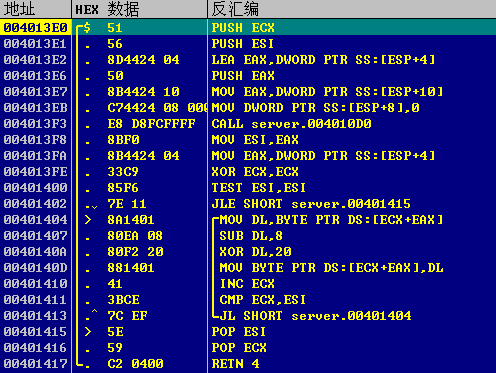 地址 HEX 数据 反汇编
004013E0 $ 51 PUSH ECX
004013E1 . 56 PUSH ESI
004013E2 . 8D4424 04 LEA EAX,DWORD PTR SS:[ESP+4]
004013E6 . 50 PUSH EAX
004013E7 . 8B4424 10 MOV EAX,DWORD PTR SS:[ESP+10]
004013EB . C74424 08 000 MOV DWORD PTR SS:[ESP+8],0
004013F3 . E8 D8FCFFFF CALL server.004010D0
004013F8 . 8BF0 MOV ESI,EAX
004013FA . 8B4424 04 MOV EAX,DWORD PTR SS:[ESP+4]
004013FE . 33C9 XOR ECX,ECX
00401400 . 85F6 TEST ESI,ESI
00401402 .ˬ 7E 11 JLE SHORT server.00401415
00401404 > 8A1401 MOV DL,BYTE PTR DS:[ECX+EAX]
00401407 . 80EA 08 SUB DL,8
0040140A . 80F2 20 XOR DL,20
0040140D . 881401 MOV BYTE PTR DS:[ECX+EAX],DL
00401410 . 41 INC ECX
00401411 . 3BCE CMP ECX,ESI
00401413 .^ 7C EF JL SHORT server.00401404
00401415 > 5E POP ESI
00401416 . 59 POP ECX
00401417 . C2 0400 RETN 4